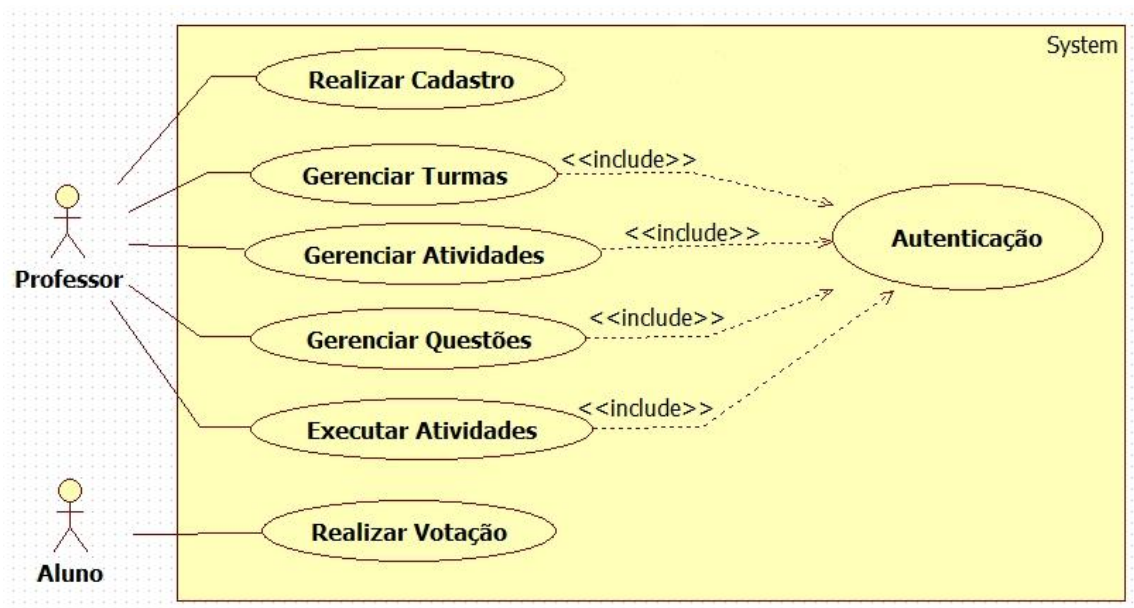 System
Realizar Cadastro
Gerenciar Turmas
<<include>>
Gerenciar Atividades
<<include>>
Autenticação
Professor
Gerenciar Questões
<<include>>
Executar Atividades
<<include>>
Realizar Votação
Aluno